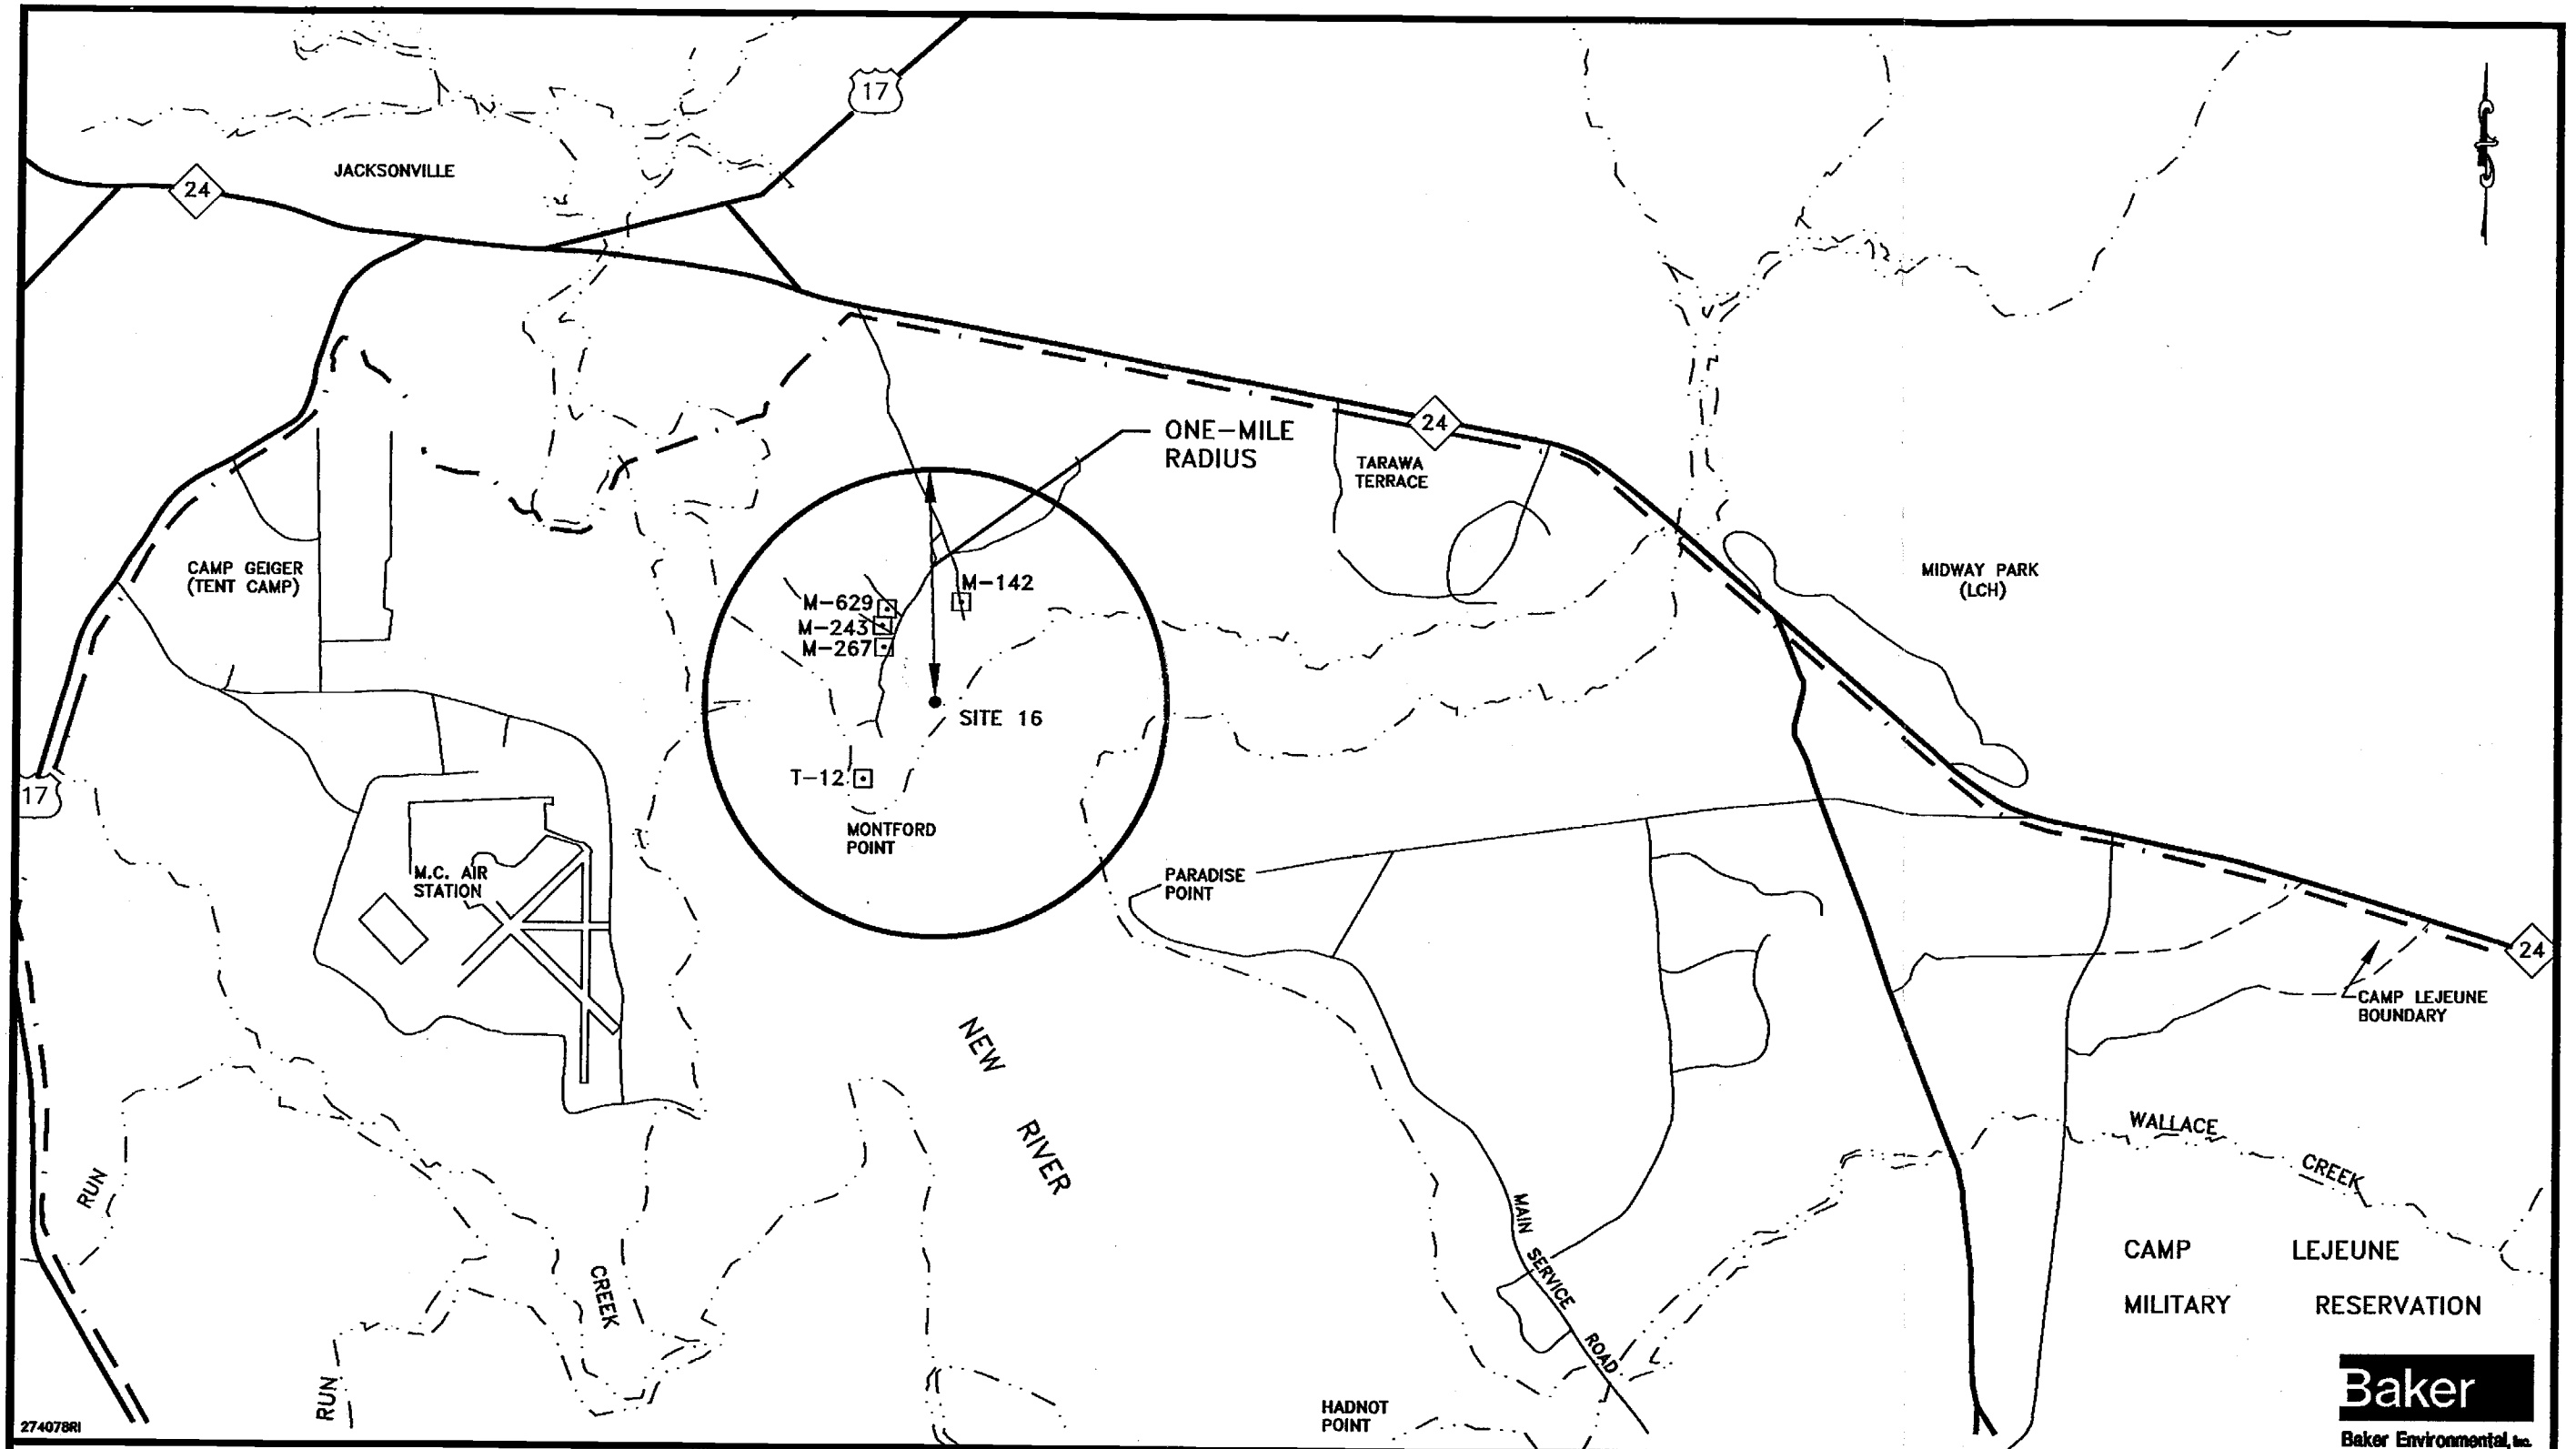 17
JACKSONVILLE
24
ONE-MILE
RADIUS
24
TARAWA
TERRACE
CAMP GEIGER
(TENT CAMP)
MIDWAY PARK
(LCH)
M-142
M-629
M-243
M-267
SITE 16
T-12
17
MONTFORD
POINT
M.C. AIR
STATION
PARADISE
POINT
24
CAMP LEJEUNE
BOUNDARY
NEW
RIVER
WALLACE
CREEK
RUN
MAIN SERVICE ROAD
CAMP LEJEUNE
MILITARY RESERVATION
CREEK
RUN
HADNOT
POINT
274078RI
Baker
Baker Environmental, Inc.